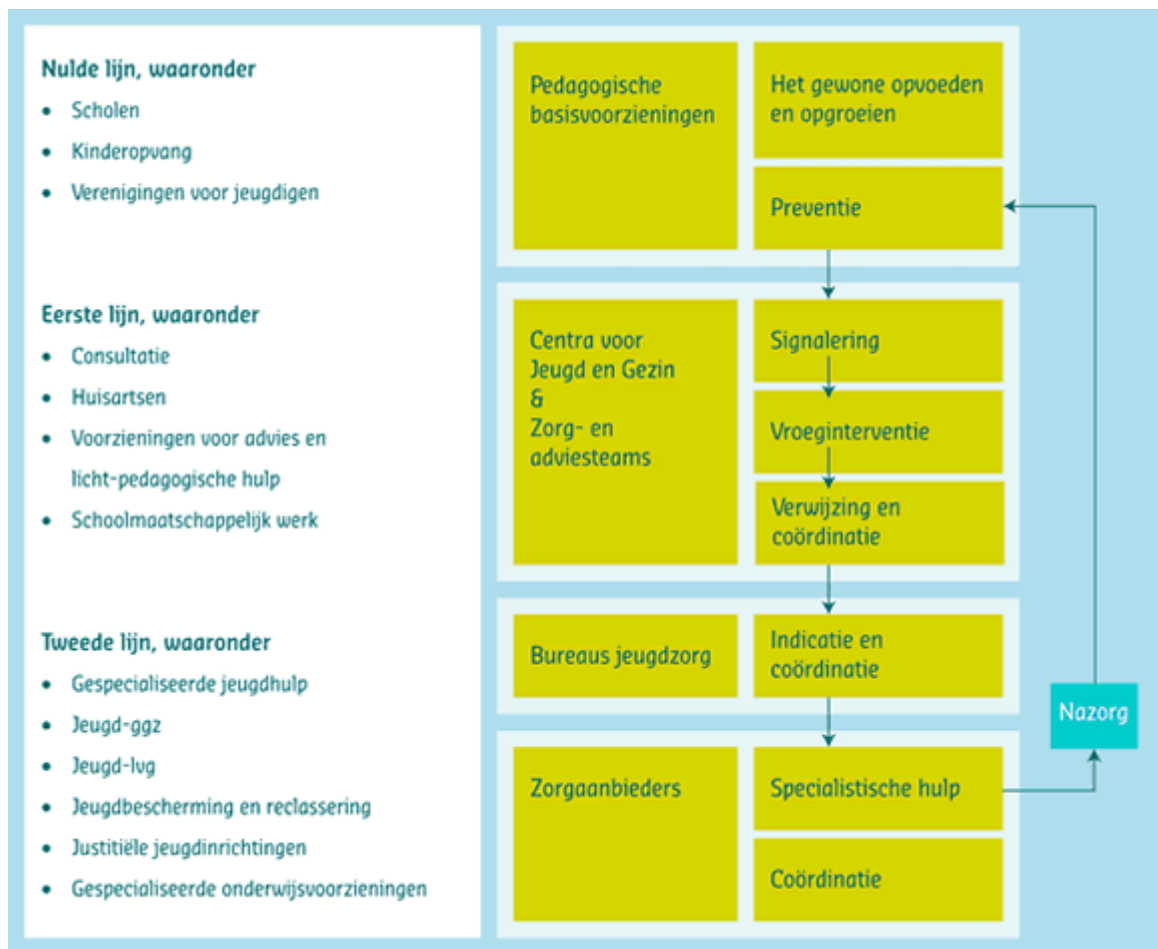 Nulde lijn, waaronder
• Scholen
• Kinderopvang
• Verenigingen voor jeugdigen
Eerste lijn, waaronder
• Consultatie
• Huisartsen
• Voorzieningen voor advies en
licht-pedagogische hulp
• Schoolmaatschappelijk werk
Tweede lijn, waaronder
• Gespecialiseerde jeugdhulp
• Jeugd-ggz
• Jeugd-lvg
• Jeugdbescherming en reclassering
• Justitiële jeugdinrichtingen
• Gespecialiseerde onderwijsvoorzieningen
Pedagogische
basisvoorzieningen
Het gewone opvoeden
en opgroeien
Preventie
Centra voor
Jeugd en Gezin
&
Zorg- en
adviesteams
Signalering
Vroeginterventie
Verwijzing en
coördinatie
Bureaus jeugdzorg
Indicatie en
coördinatie
Zorgaanbieders
Specialistische hulp
Coördinatie
Nazorg